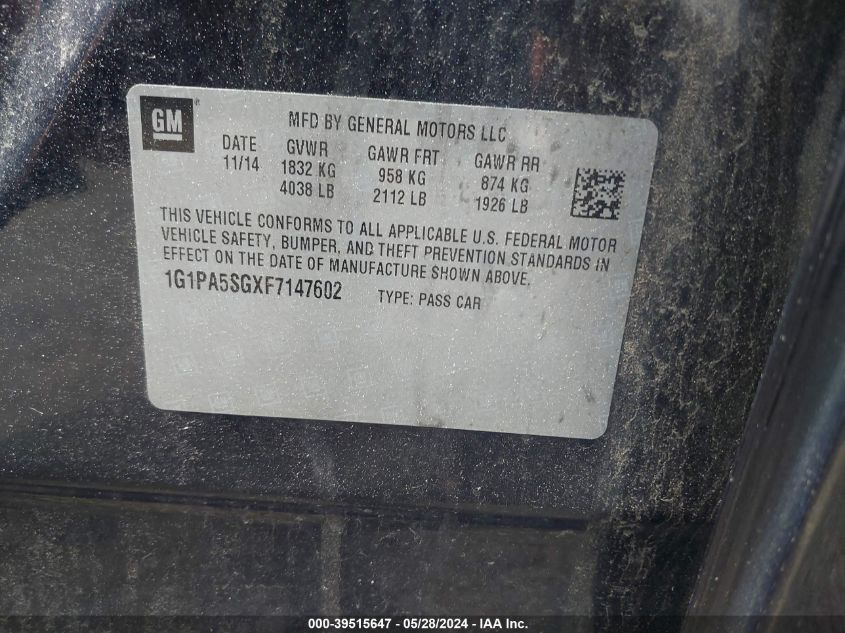 GM ®
MFD BY GENERAL MOTORS LLC
DATE GVWR GAWR FRT GAWR RR
11/14 1832 KG 958 KG 874 KG
4038 LB 2112 LB 1926 LB
THIS VEHICLE CONFORMS TO ALL APPLICABLE U.S. FEDERAL MOTOR
VEHICLE SAFETY, BUMPER, AND THEFT PREVENTION STANDARDS IN
EFFECT ON THE DATE OF MANUFACTURE SHOWN ABOVE.
1G1PA5SGXF7147602 TYPE: PASS CAR
000-39515647 - 05/28/2024 - IAA Inc.